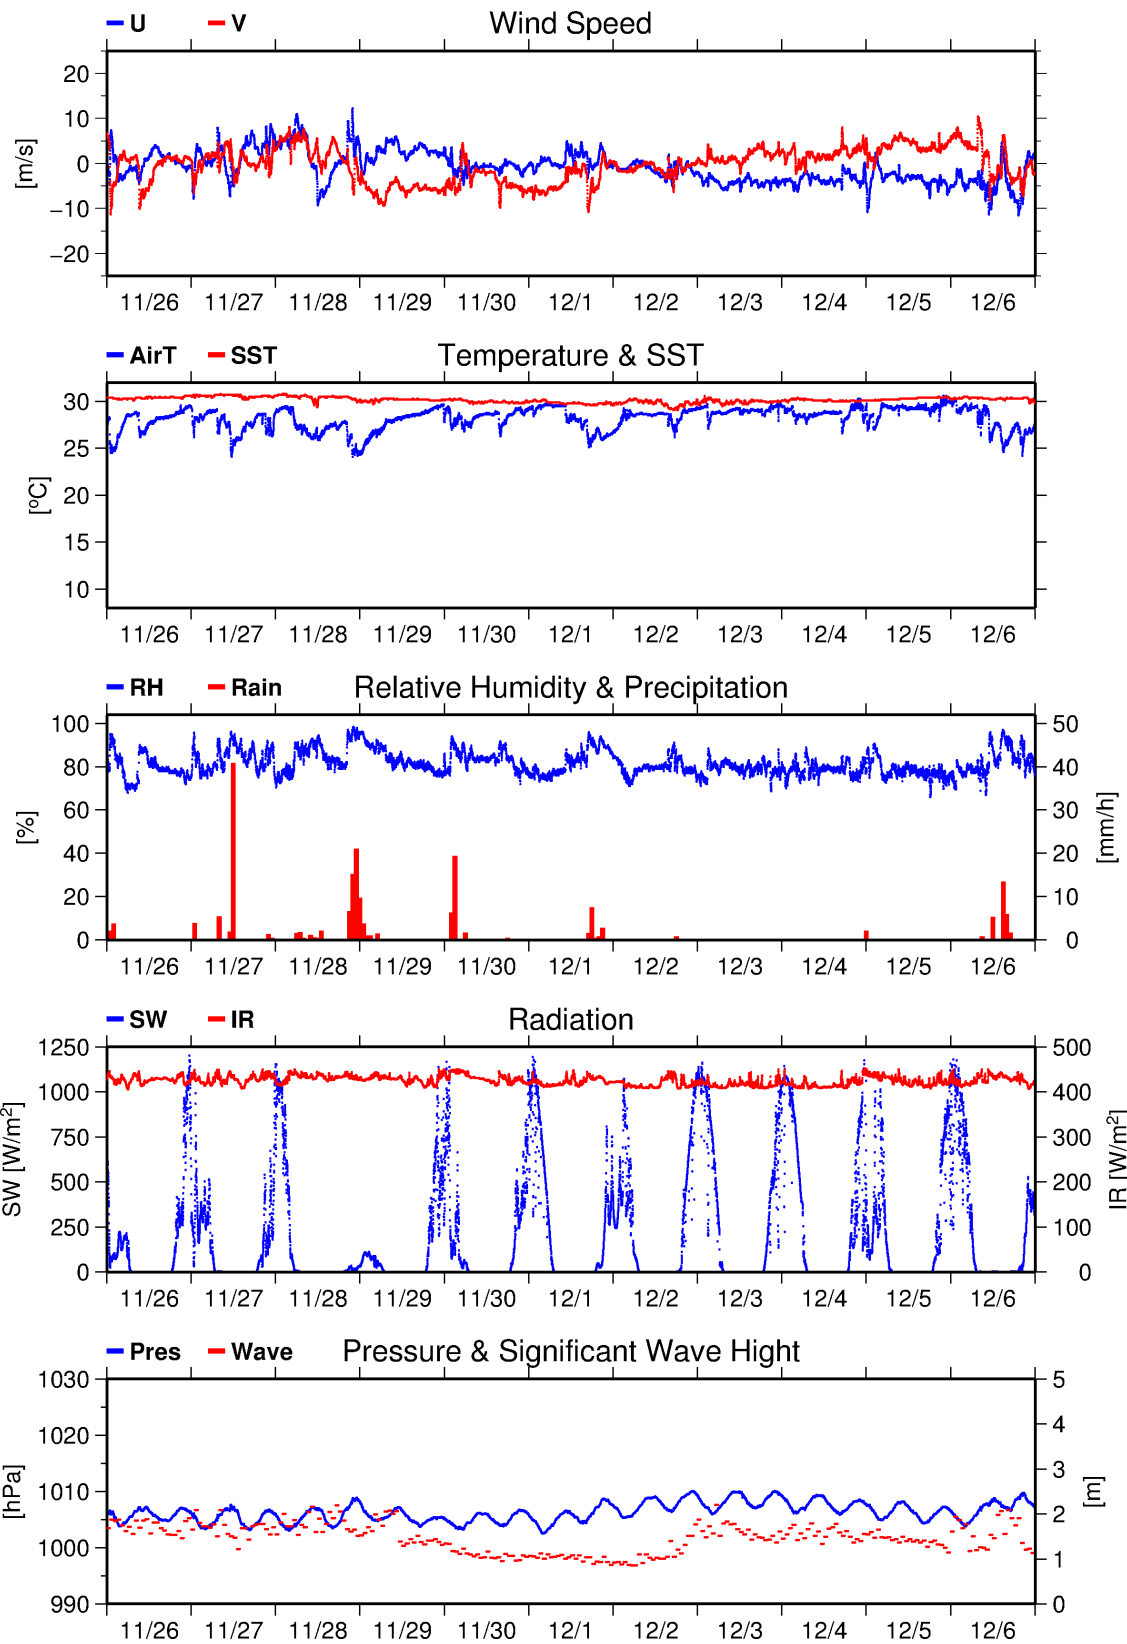 U V Wind Speed
20
10
0
−10
−20
[m/s]
11/26 11/27 11/28 11/29 11/30 12/1 12/2 12/3 12/4 12/5 12/6
AirT SST Temperature & SST
30
25
20
15
10
[ºC]
11/26 11/27 11/28 11/29 11/30 12/1 12/2 12/3 12/4 12/5 12/6
RH Rain Relative Humidity & Precipitation
100 50
80 40
60 30
40 20
20 10
0 0
[%] [mm/h]
11/26 11/27 11/28 11/29 11/30 12/1 12/2 12/3 12/4 12/5 12/6
SW IR Radiation
1250 500
1000 400
750 300
500 200
250 100
0 0
SW [W/m²] IR [W/m²]
11/26 11/27 11/28 11/29 11/30 12/1 12/2 12/3 12/4 12/5 12/6
Pres Wave Pressure & Significant Wave Hight
1030 5
4
1020
3
1010
2
1000
1
990 0
[hPa] [m]
11/26 11/27 11/28 11/29 11/30 12/1 12/2 12/3 12/4 12/5 12/6